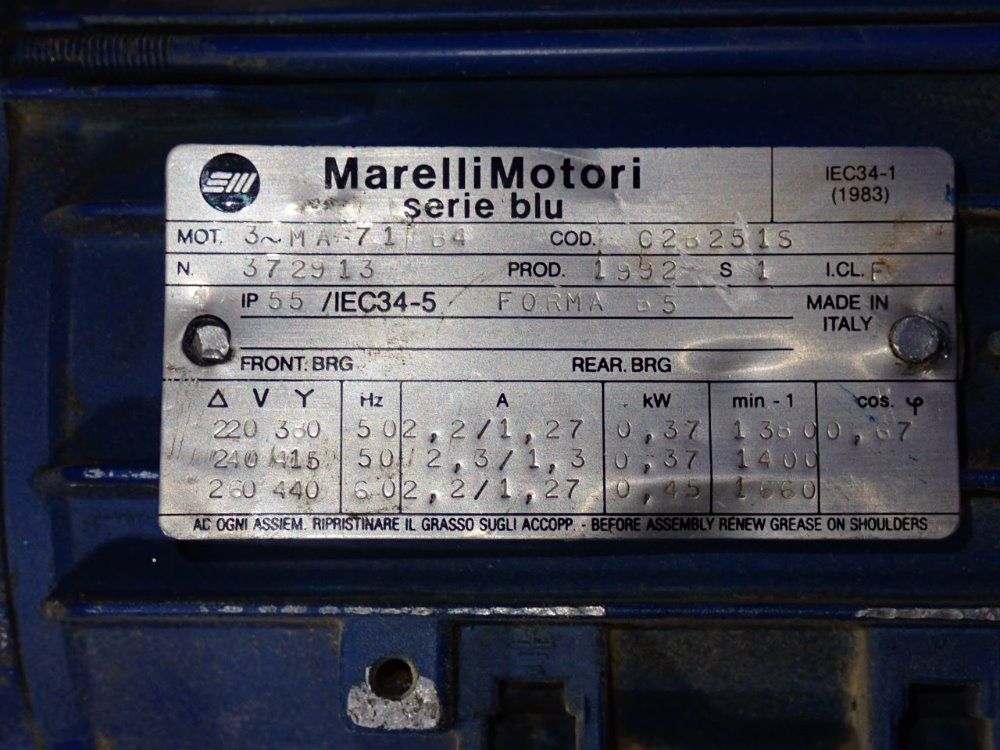 MarelliMotori
serie blu
IEC34-1
(1983)
MOT. 3~MA 71 B4 COD. C2B251S
N. 372913 PROD. 1992 S 1 I.CL. F
IP 55 /IEC34-5 FORMA B5 MADE IN
ITALY
FRONT. BRG REAR. BRG
Δ V Y Hz A kW min - 1 cos. φ
220 380 50 2,2/1,27 0,37 1380 0,67
240 415 50 2,3/1,3 0,37 1400
260 440 60 2,2/1,27 0,45 1660
AD OGNI ASSIEM. RIPRISTINARE IL GRASSO SUGLI ACCOPP. - BEFORE ASSEMBLY RENEW GREASE ON SHOULDERS